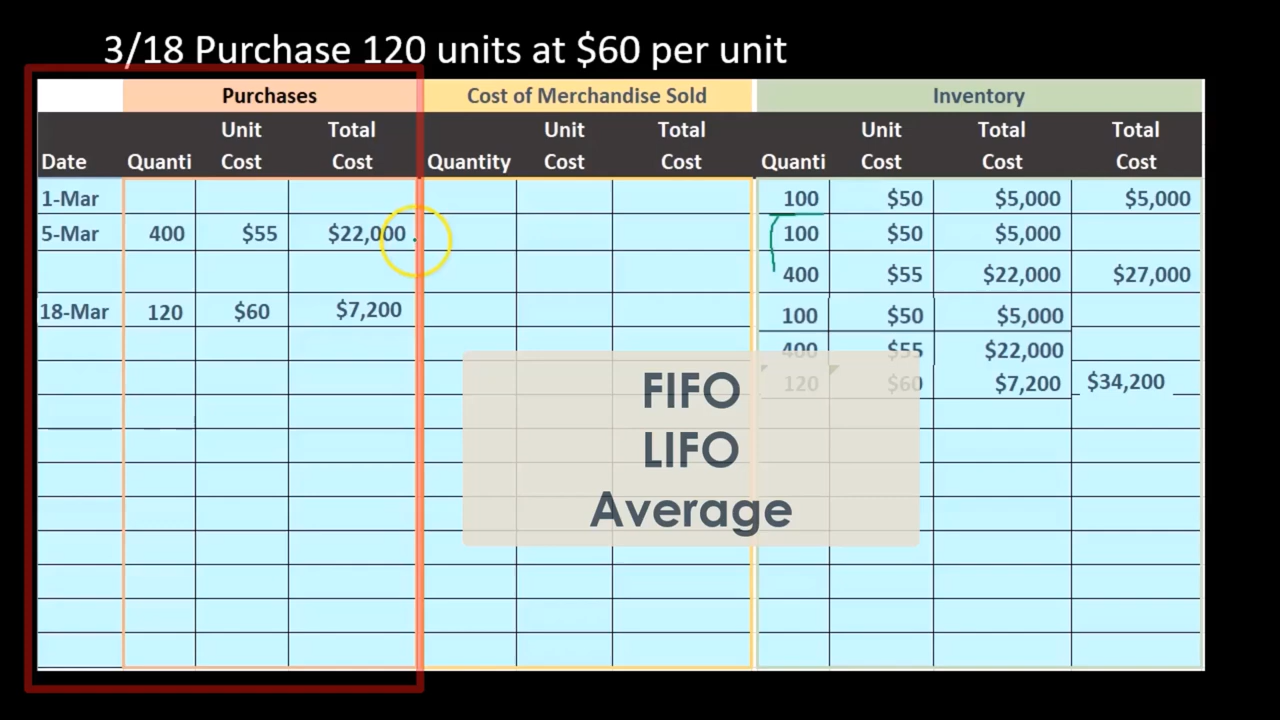 3/18 Purchase 120 units at $60 per unit
Purchases Cost of Merchandise Sold Inventory
Unit Total Unit Total Unit Total Total
Date Quanti Cost Cost Quantity Cost Cost Quanti Cost Cost Cost
1-Mar 100 $50 $5,000 $5,000
5-Mar 400 $55 $22,000 100 $50 $5,000
400 $55 $22,000 $27,000
18-Mar 120 $60 $7,200 100 $50 $5,000
400 $55 $22,000
120 $60 $7,200 $34,200
FIFO
LIFO
Average